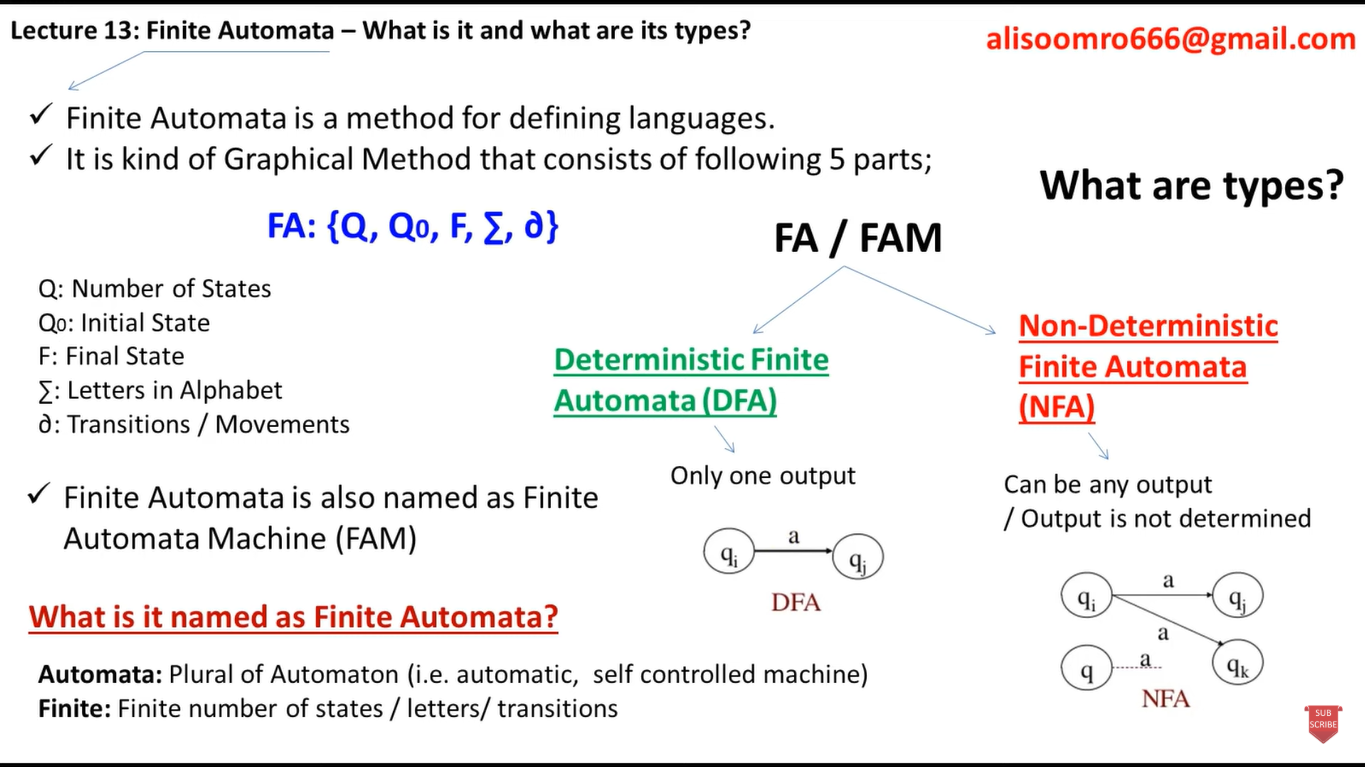 Lecture 13: Finite Automata – What is it and what are its types?
alisoomro666@gmail.com
✓ Finite Automata is a method for defining languages.
✓ It is kind of Graphical Method that consists of following 5 parts;
What are types?
FA: {Q, Q0, F, ∑, ∂}
FA / FAM
Q: Number of States
Q0: Initial State
F: Final State
∑: Letters in Alphabet
∂: Transitions / Movements
Deterministic Finite
Automata (DFA)
Non-Deterministic
Finite Automata
(NFA)
Only one output
Can be any output
/ Output is not determined
✓ Finite Automata is also named as Finite
Automata Machine (FAM)
qi a qj
DFA
qi a qj
a
q a qk
NFA
What is it named as Finite Automata?
Automata: Plural of Automaton (i.e. automatic, self controlled machine)
Finite: Finite number of states / letters/ transitions
SUB
SCRIBE